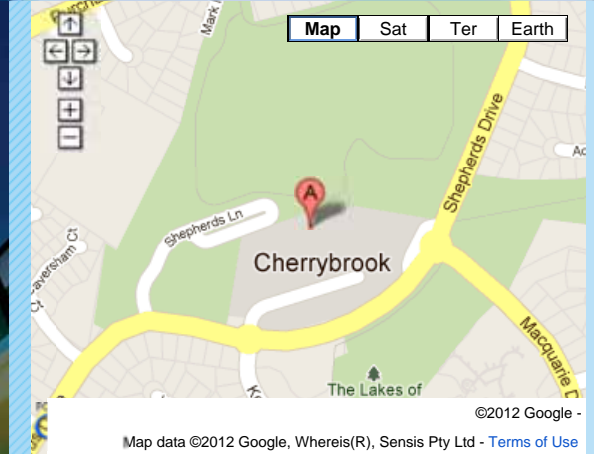 Map Sat Ter Earth
Shepherds Drive
A
Shepherds Ln
Cherrybrook
Macquarie D
The Lakes of
©2012 Google -
Map data ©2012 Google, Whereis(R), Sensis Pty Ltd - Terms of Use